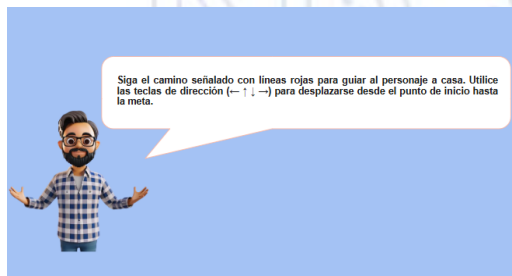 Siga el camino señalado con líneas rojas para guiar al personaje a casa. Utilice
las teclas de dirección (← ↑ ↓ →) para desplazarse desde el punto de inicio hasta
la meta.